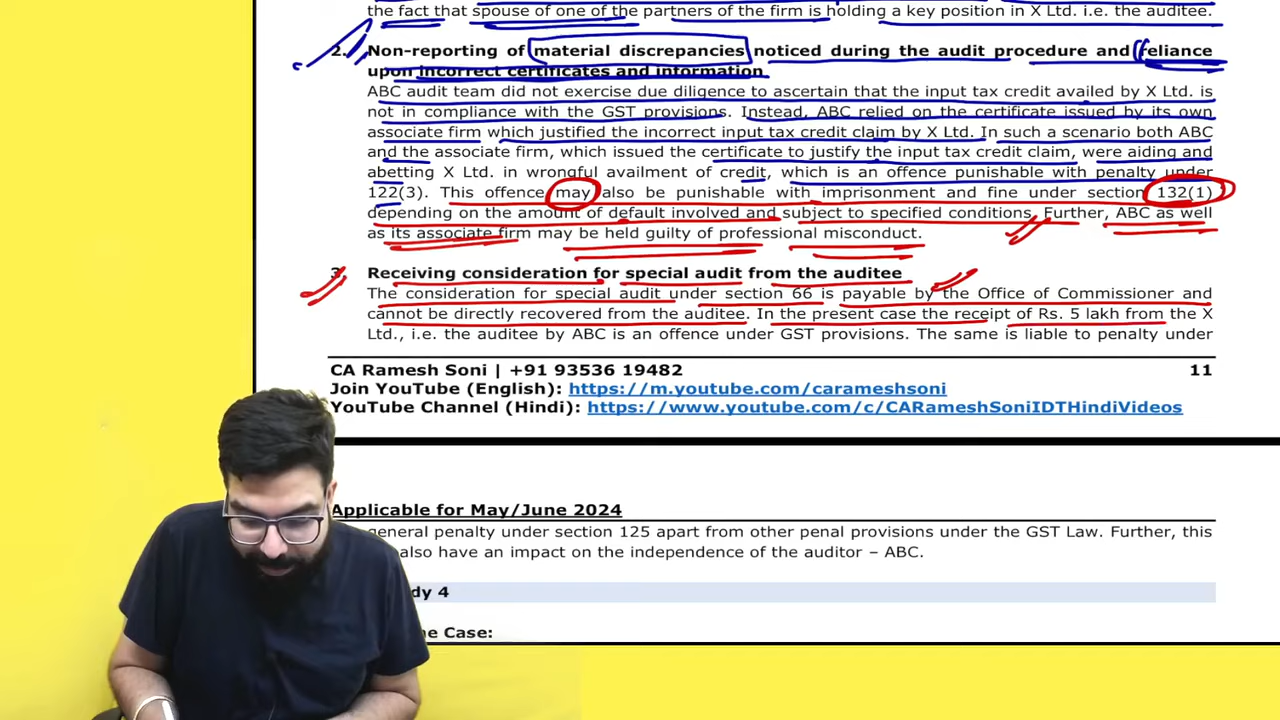 the fact that spouse of one of the partners of the firm is holding a key position in X Ltd. i.e. the auditee.
2. Non-reporting of material discrepancies noticed during the audit procedure and reliance
upon incorrect certificates and information
ABC audit team did not exercise due diligence to ascertain that the input tax credit availed by X Ltd. is
not in compliance with the GST provisions. Instead, ABC relied on the certificate issued by its own
associate firm which justified the incorrect input tax credit claim by X Ltd. In such a scenario both ABC
and the associate firm, which issued the certificate to justify the input tax credit claim, were aiding and
abetting X Ltd. in wrongful availment of credit, which is an offence punishable with penalty under
122(3). This offence may also be punishable with imprisonment and fine under section 132(1)
depending on the amount of default involved and subject to specified conditions. Further, ABC as well
as its associate firm may be held guilty of professional misconduct.
3. Receiving consideration for special audit from the auditee
The consideration for special audit under section 66 is payable by the Office of Commissioner and
cannot be directly recovered from the auditee. In the present case the receipt of Rs. 5 lakh from the X
Ltd., i.e. the auditee by ABC is an offence under GST provisions. The same is liable to penalty under
CA Ramesh Soni | +91 93536 19482 11
Join YouTube (English): https://m.youtube.com/carameshsoni
YouTube Channel (Hindi): https://www.youtube.com/c/CARameshSoniIDTHindiVideos
Applicable for May/June 2024
general penalty under section 125 apart from other penal provisions under the GST Law. Further, this
also have an impact on the independence of the auditor – ABC.
dy 4
e Case: